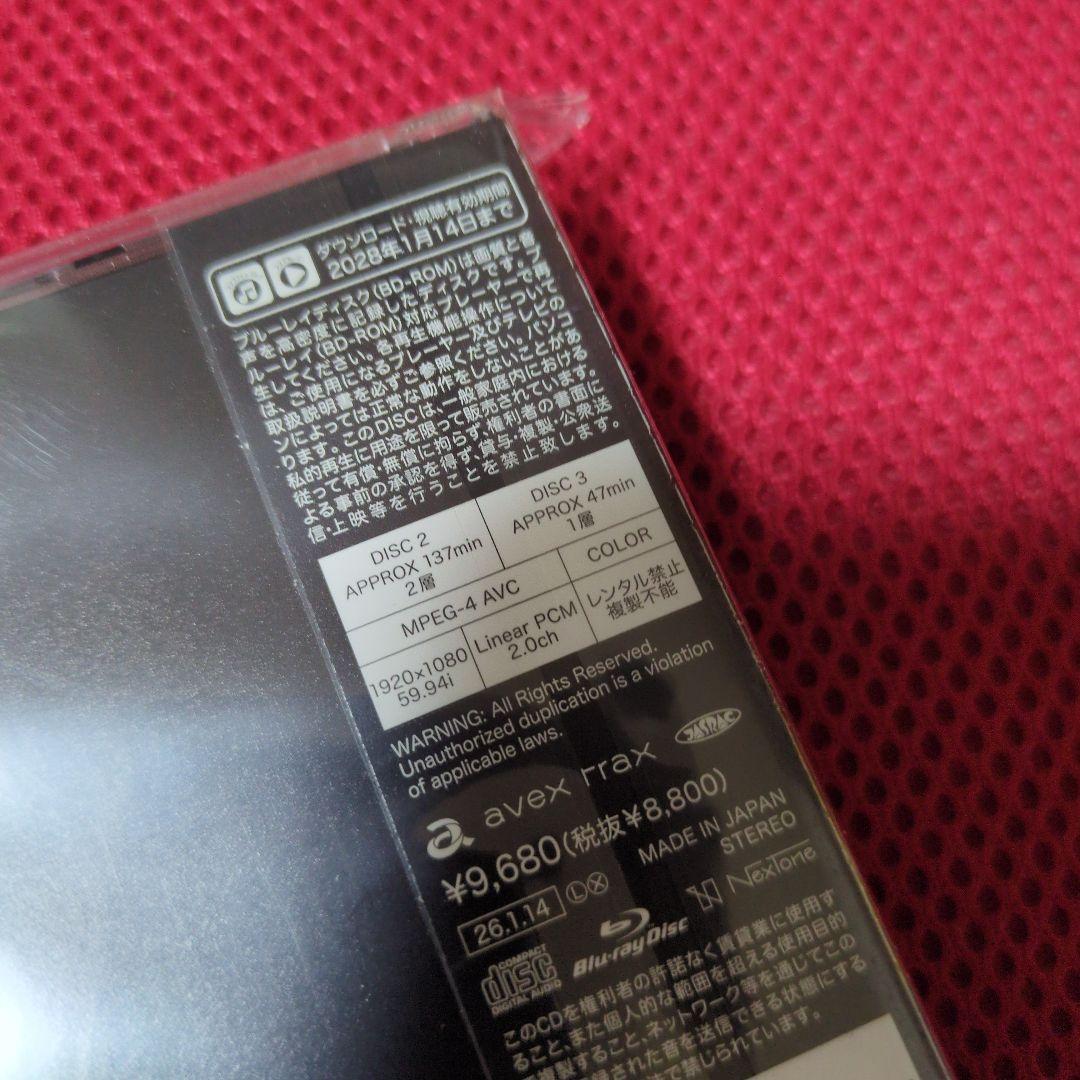 ダウンロード・視聴有効期間
2028年1月14日まで
ブルーレイディスク(BD-ROM)は画質と音
声を高密度に記録したディスクです。ブ
ルーレイ(BD-ROM)対応プレーヤーで再
生してください。各再生機能操作につい
は、ご使用になるプレーヤー及びテレビの
取扱説明書を必ずご参照ください。パソコ
ンによっては正常な動作をしないことがあ
ります。このDISCは、一般家庭内における
私的再生に用途を限って販売されています。
従って有償・無償に拘らず、権利者の書面に
よる事前の承認を得ず、貸与・複製・公衆送
信・上映等を行うことを禁止致します。
DISC 2
APPROX 137min
2層
DISC 3
APPROX 47min
1層
MPEG-4 AVC
COLOR
1920×1080
59.94i
Linear PCM
2.0ch
レンタル禁止
複製不能
WARNING: All Rights Reserved.
Unauthorized duplication is a violation
of applicable laws.
avex trax
JASRAC
¥9,680(税抜¥8,800)
MADE IN JAPAN
STEREO
26.1.14
Ⓛ Ⓧ
Blu-ray Disc
NexTone
COMPACT
disc
DIGITAL AUDIO
このCDを権利者の許諾なく賃貸業に使用す
ること、また個人的な範囲を超える使用目的
で複製すること、ネットワーク等を通じてこの
録された音を送信できる状態にする
法で禁じられています。